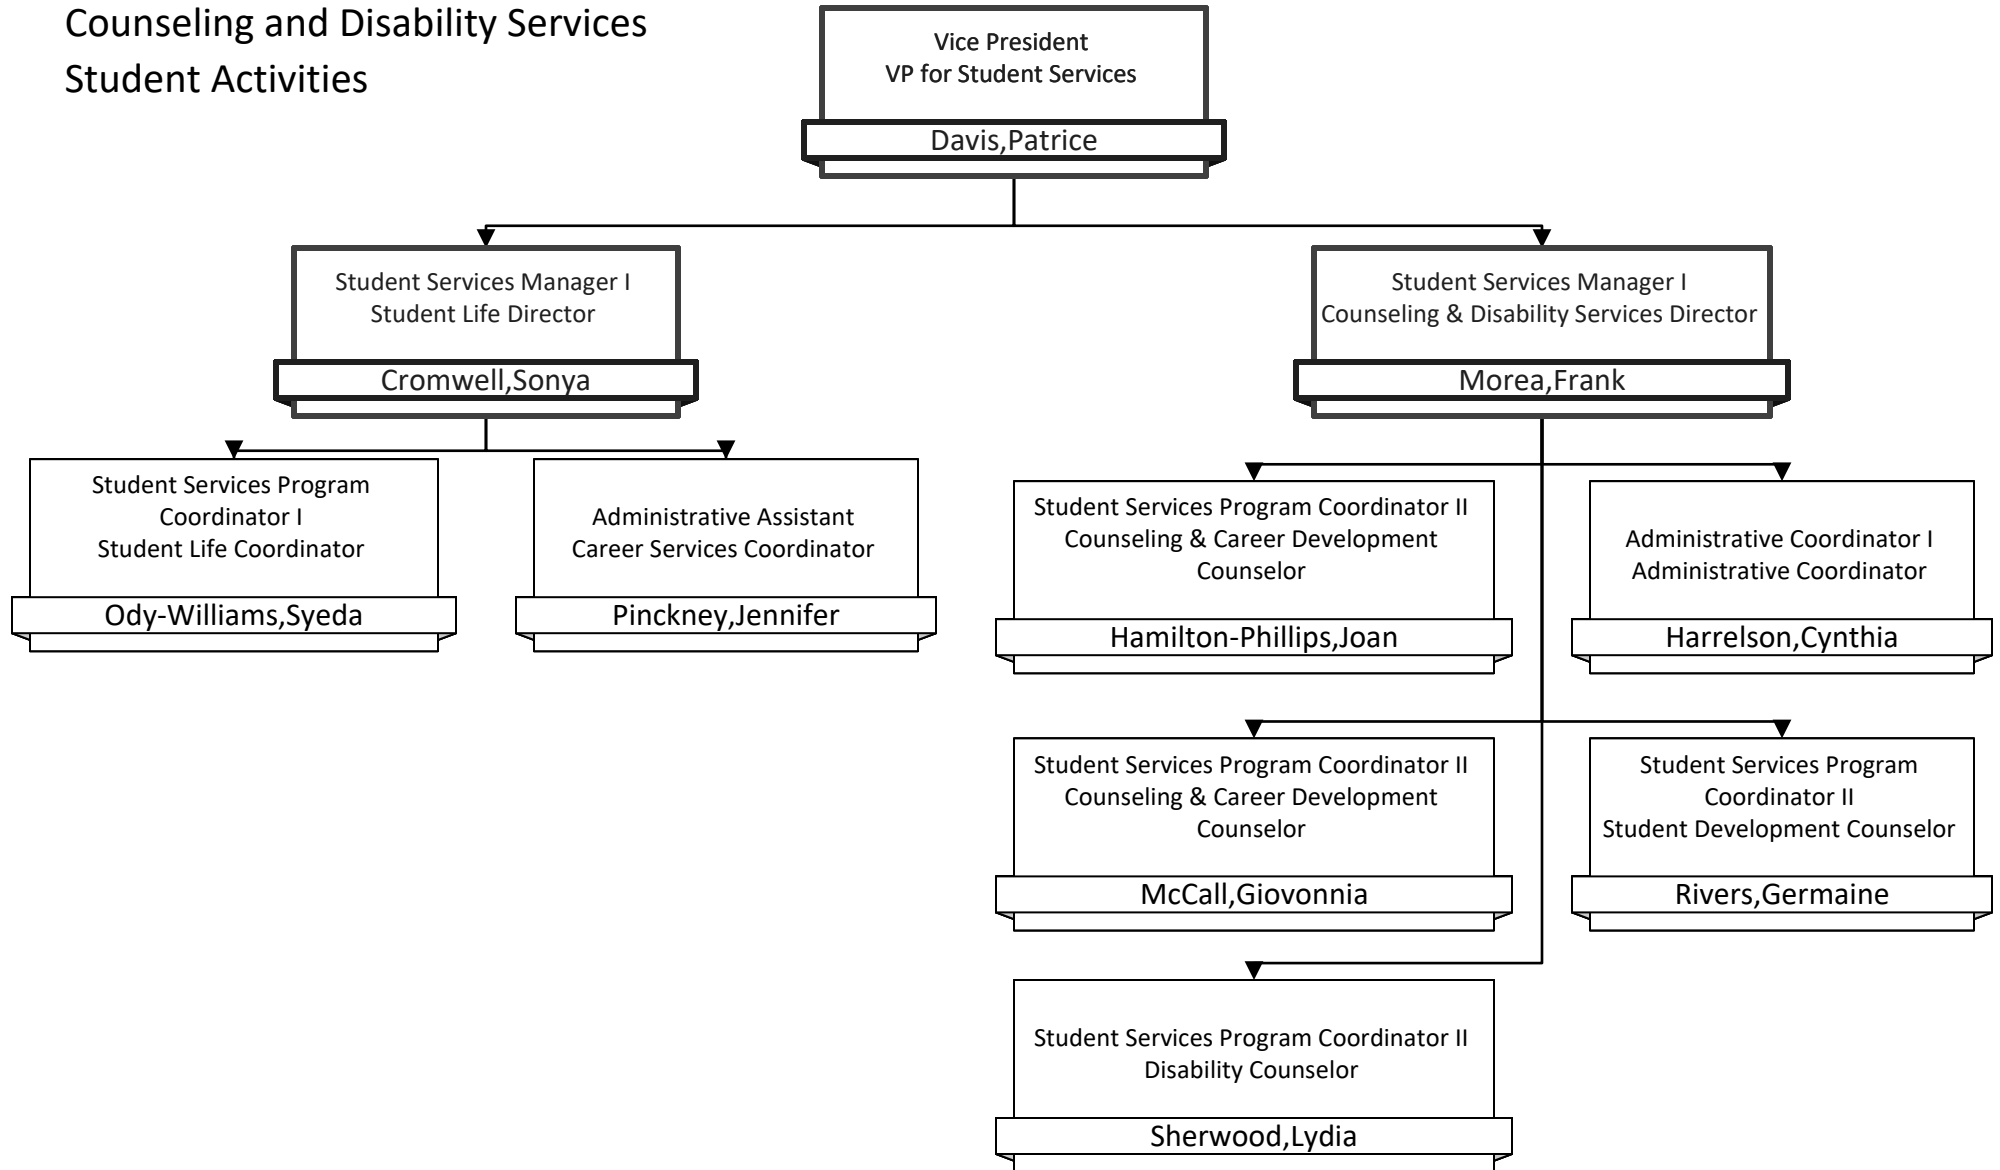 Counseling and Disability Services
Student Activities
Vice President
VP for Student Services
Davis,Patrice
Student Services Manager I
Student Life Director
Cromwell,Sonya
Student Services Manager I
Counseling & Disability Services Director
Morea,Frank
Student Services Program
Coordinator I
Student Life Coordinator
Ody-Williams,Syeda
Administrative Assistant
Career Services Coordinator
Pinckney,Jennifer
Student Services Program Coordinator II
Counseling & Career Development
Counselor
Hamilton-Phillips,Joan
Administrative Coordinator I
Administrative Coordinator
Harrelson,Cynthia
Student Services Program Coordinator II
Counseling & Career Development
Counselor
McCall,Giovonnia
Student Services Program
Coordinator II
Student Development Counselor
Rivers,Germaine
Student Services Program Coordinator II
Disability Counselor
Sherwood,Lydia